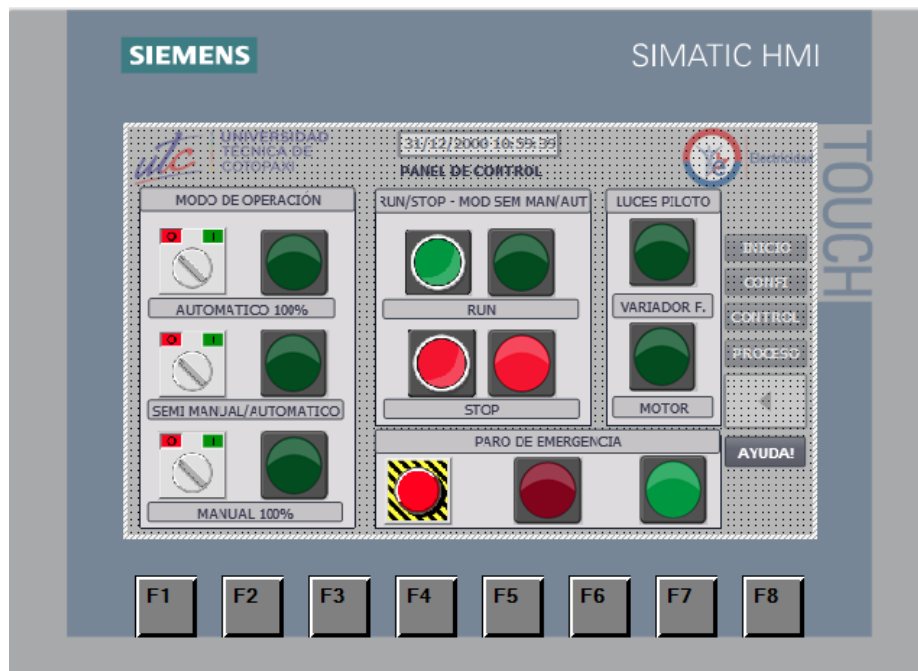 SIEMENS
SIMATIC HMI
TOUCH
utc
UNIVERSIDAD
TÉCNICA DE
COTOPAXI
31/12/2000 10:59:39
PANEL DE CONTROL
Electricidad
MODO DE OPERACIÓN
O I
AUTOMATICO 100%
O I
SEMI MANUAL/AUTOMATICO
O I
MANUAL 100%
RUN/STOP - MOD SEM MAN/AUT
RUN
STOP
LUCES PILOTO
VARIADOR F.
MOTOR
PARO DE EMERGENCIA
INICIO
CONFI
CONTROL
PROCESO
AYUDA!
F1 F2 F3 F4 F5 F6 F7 F8